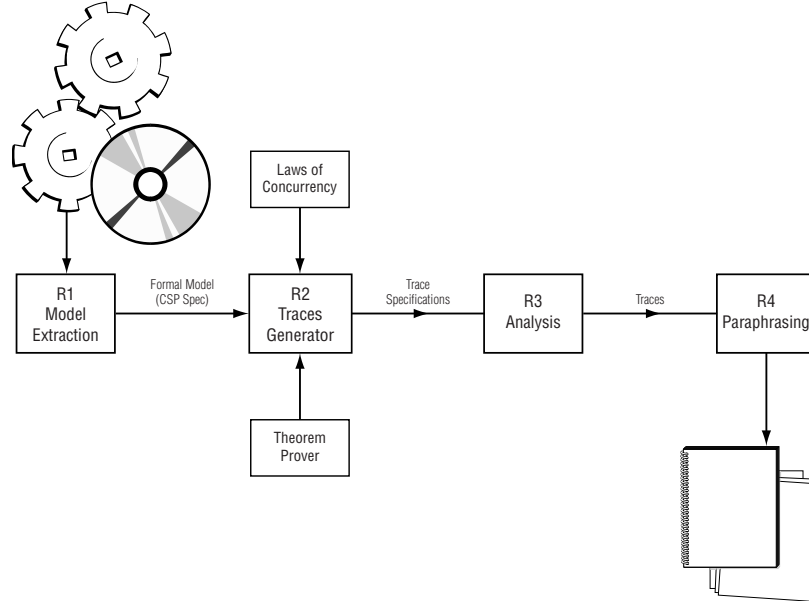 Laws of
Concurrency
R1
Model
Extraction
Formal Model
(CSP Spec)
R2
Traces
Generator
Trace
Specifications
R3
Analysis
Traces
R4
Paraphrasing
Theorem
Prover